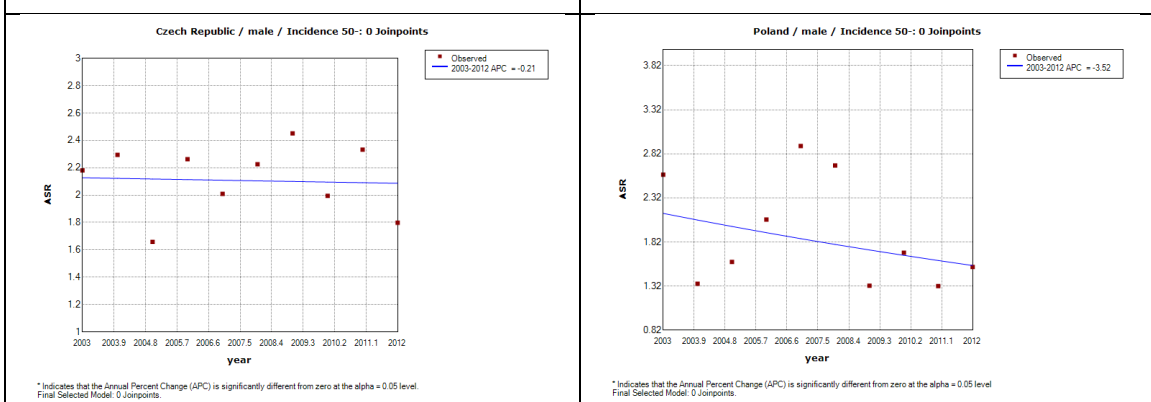 Czech Republic / male / Incidence 50-: 0 Joinpoints
Observed
2003-2012 APC = -0.21
3
2.8
2.6
2.4
2.2
2
1.8
1.6
1.4
1.2
1
ASR
2003 2003.9 2004.8 2005.7 2006.6 2007.5 2008.4 2009.3 2010.2 2011.1 2012
year
* Indicates that the Annual Percent Change (APC) is significantly different from zero at the alpha = 0.05 level.
Final Selected Model: 0 Joinpoints.
Poland / male / Incidence 50-: 0 Joinpoints
Observed
2003-2012 APC = -3.52
3.82
3.32
2.82
2.32
1.82
1.32
0.82
ASR
2003 2003.9 2004.8 2005.7 2006.6 2007.5 2008.4 2009.3 2010.2 2011.1 2012
year
* Indicates that the Annual Percent Change (APC) is significantly different from zero at the alpha = 0.05 level
Final Selected Model: 0 Joinpoints.